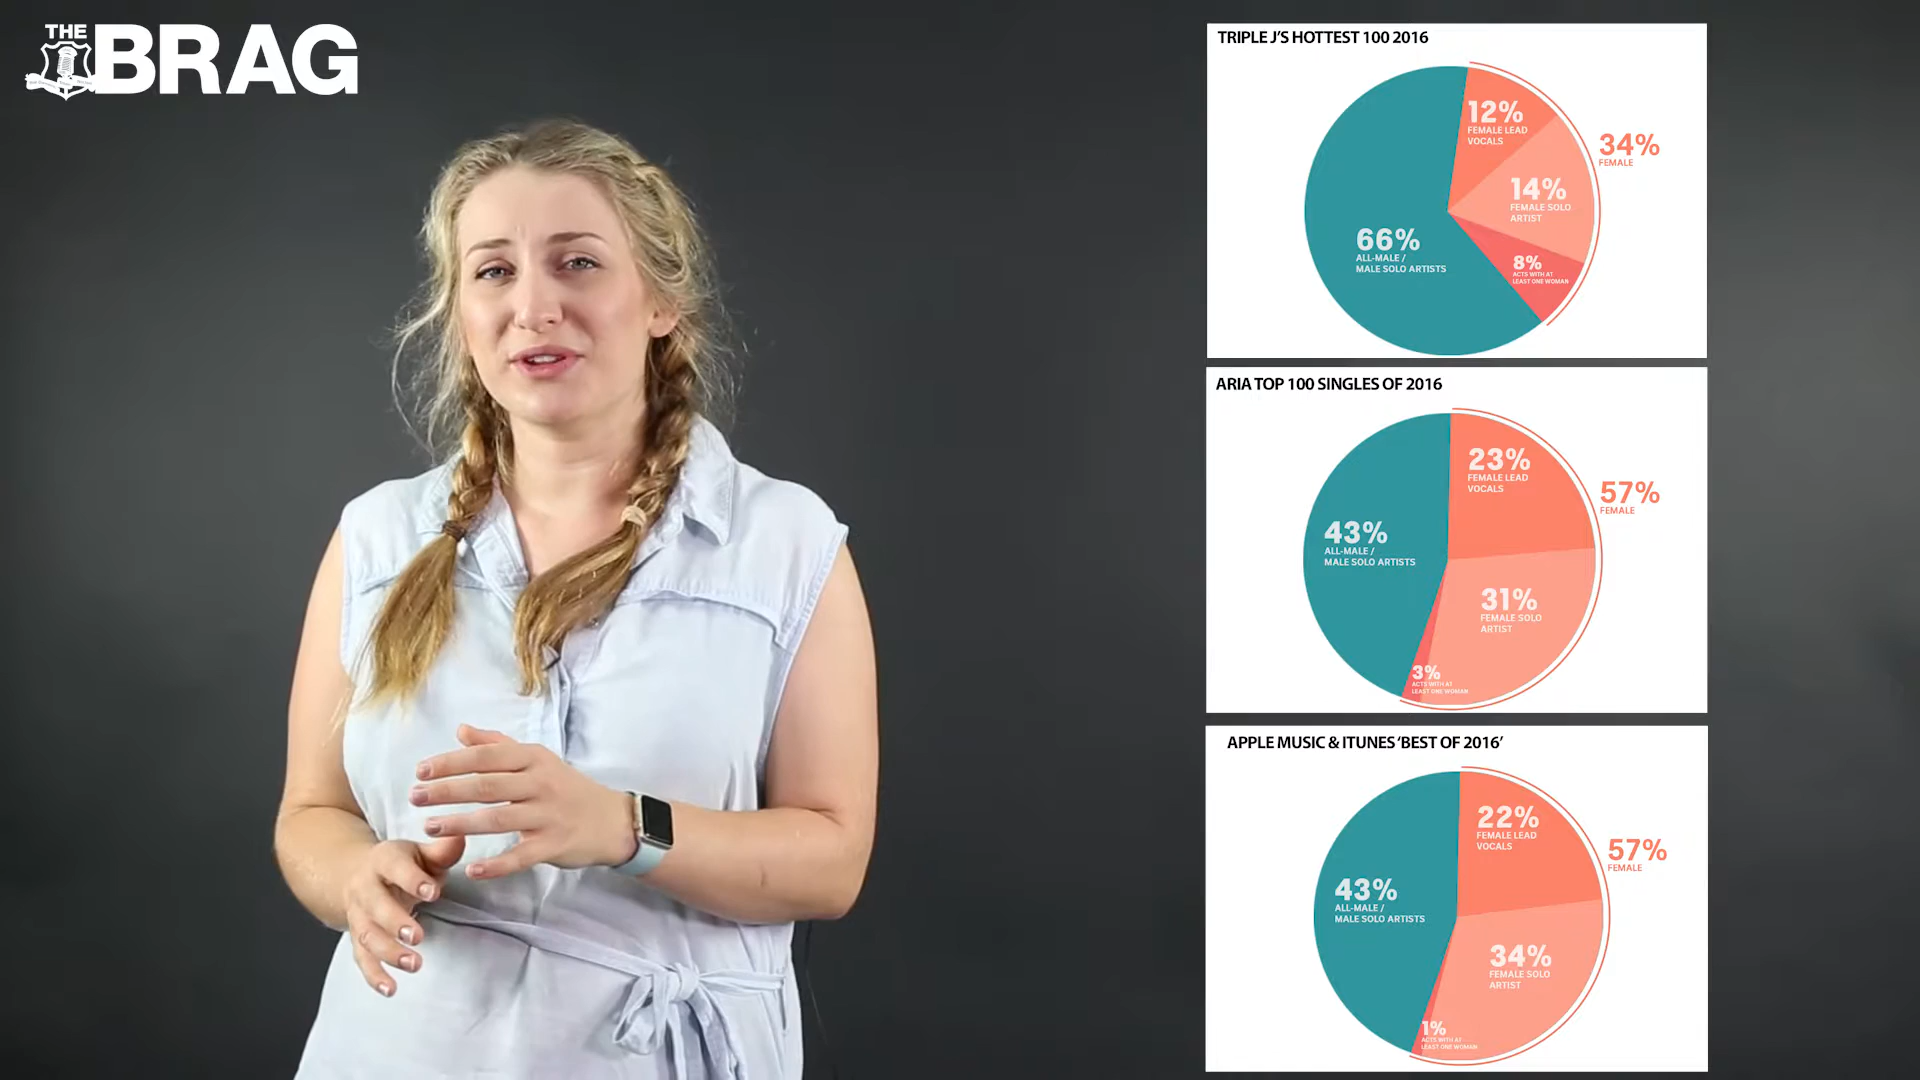 THE
BRAG
TRIPLE J'S HOTTEST 100 2016
12%
FEMALE LEAD
VOCALS
34%
FEMALE
14%
FEMALE SOLO
ARTIST
66%
ALL-MALE /
MALE SOLO ARTISTS
8%
ACTS WITH AT
LEAST ONE WOMAN
ARIA TOP 100 SINGLES OF 2016
23%
FEMALE LEAD
VOCALS
57%
FEMALE
43%
ALL-MALE /
MALE SOLO ARTISTS
31%
FEMALE SOLO
ARTIST
3%
ACTS WITH AT
LEAST ONE WOMAN
APPLE MUSIC & ITUNES 'BEST OF 2016'
22%
FEMALE LEAD
VOCALS
57%
FEMALE
43%
ALL-MALE /
MALE SOLO ARTISTS
34%
FEMALE SOLO
ARTIST
1%
ACTS WITH AT
LEAST ONE WOMAN